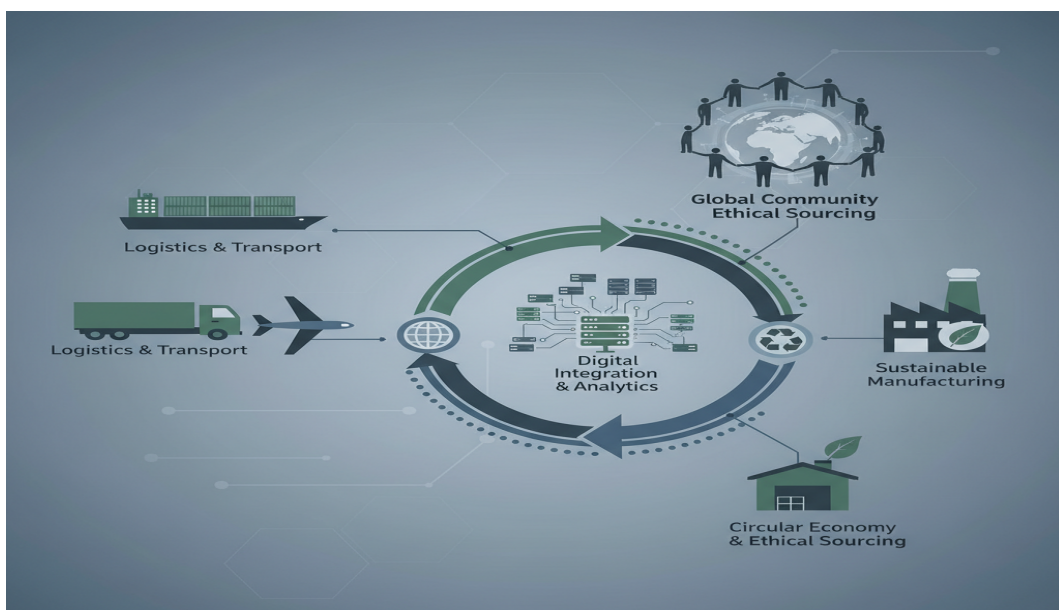 Global Community
Ethical Sourcing
Logistics & Transport
Logistics & Transport
Digital
Integration
& Analytics
Sustainable
Manufacturing
Circular Economy
& Ethical Sourcing